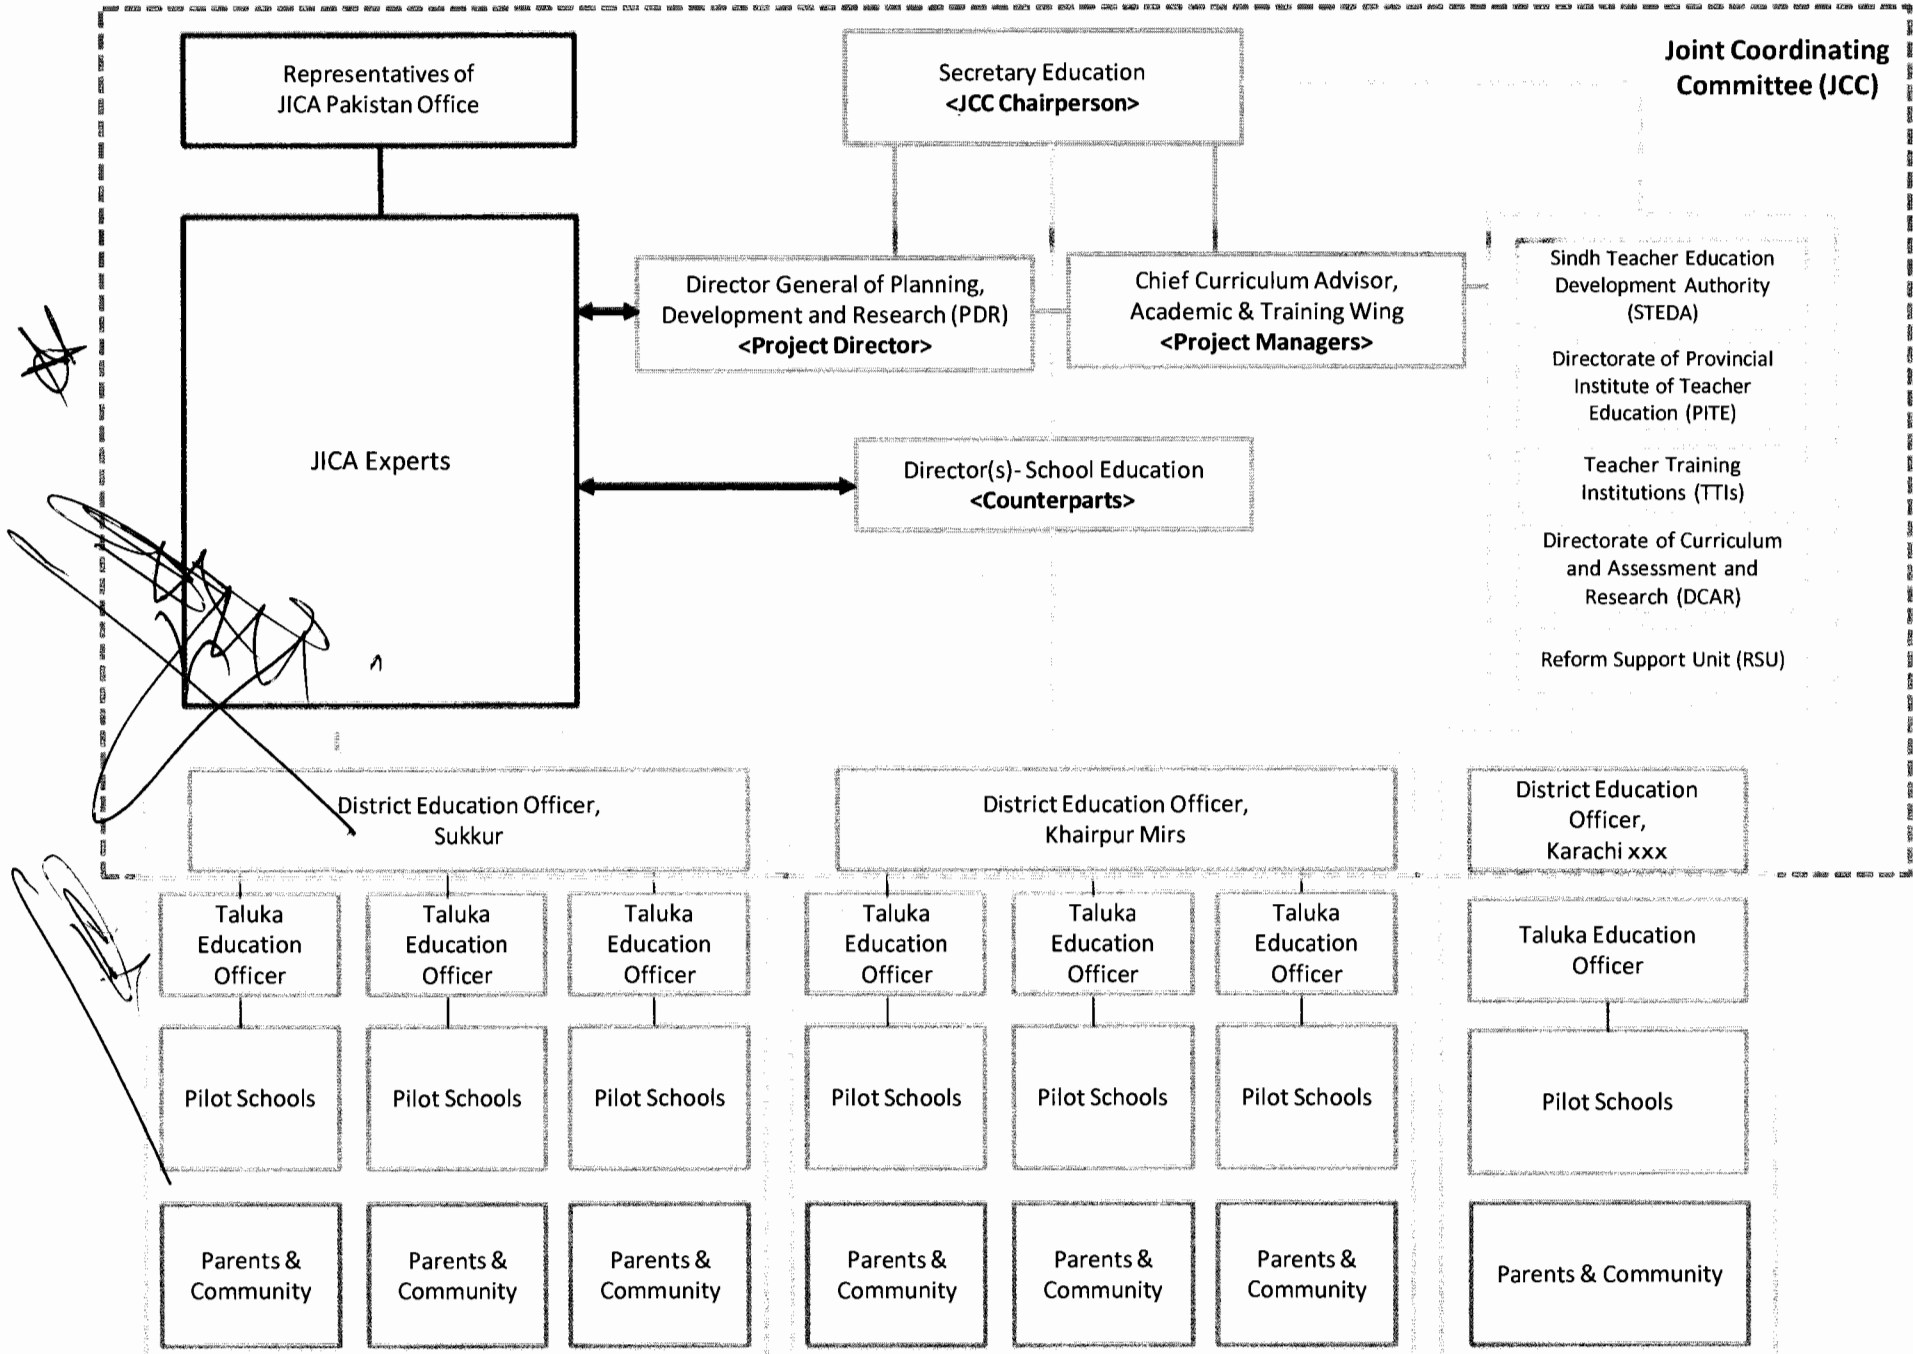 Joint Coordinating
Committee (JCC)
Representatives of
JICA Pakistan Office
Secretary Education
<JCC Chairperson>
JICA Experts
Director General of Planning,
Development and Research (PDR)
<Project Director>
Chief Curriculum Advisor,
Academic & Training Wing
<Project Managers>
Director(s)- School Education
<Counterparts>
Sindh Teacher Education
Development Authority
(STEDA)
Directorate of Provincial
Institute of Teacher
Education (PITE)
Teacher Training
Institutions (TTIs)
Directorate of Curriculum
and Assessment and
Research (DCAR)
Reform Support Unit (RSU)
District Education Officer,
Sukkur
District Education Officer,
Khairpur Mirs
District Education
Officer,
Karachi xxx
Taluka
Education
Officer
Taluka
Education
Officer
Taluka
Education
Officer
Taluka
Education
Officer
Taluka
Education
Officer
Taluka
Education
Officer
Taluka Education
Officer
Pilot Schools
Pilot Schools
Pilot Schools
Pilot Schools
Pilot Schools
Pilot Schools
Pilot Schools
Parents &
Community
Parents &
Community
Parents &
Community
Parents &
Community
Parents &
Community
Parents &
Community
Parents & Community